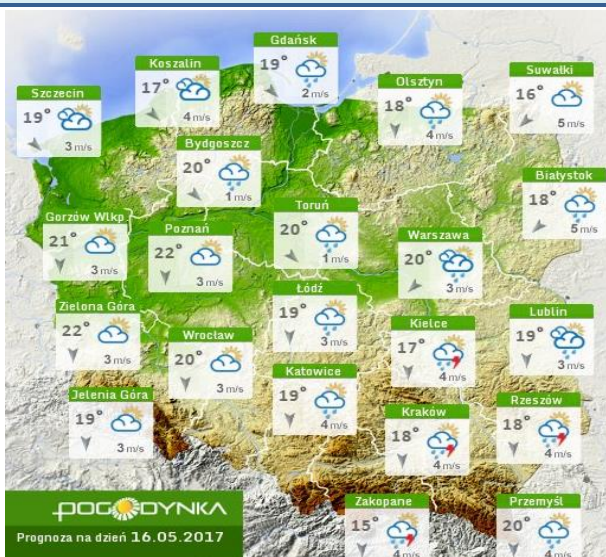 Gdańsk
19°
2 m/s
Koszalin
17°
4 m/s
Suwałki
16°
5 m/s
Olsztyn
18°
4 m/s
Szczecin
19°
3 m/s
Bydgoszcz
20°
1 m/s
Białystok
18°
5 m/s
Toruń
20°
1 m/s
Gorzów Wlkp
21°
3 m/s
Poznań
22°
3 m/s
Warszawa
20°
3 m/s
Łódź
19°
3 m/s
Zielona Góra
22°
3 m/s
Lublin
19°
3 m/s
Kielce
17°
4 m/s
Wrocław
20°
3 m/s
Katowice
19°
4 m/s
Jelenia Góra
19°
3 m/s
Rzeszów
18°
4 m/s
Kraków
18°
4 m/s
Zakopane
15°
4 m/s
Przemyśl
20°
4 m/s
POGODYNKA
Prognoza na dzień 16.05.2017